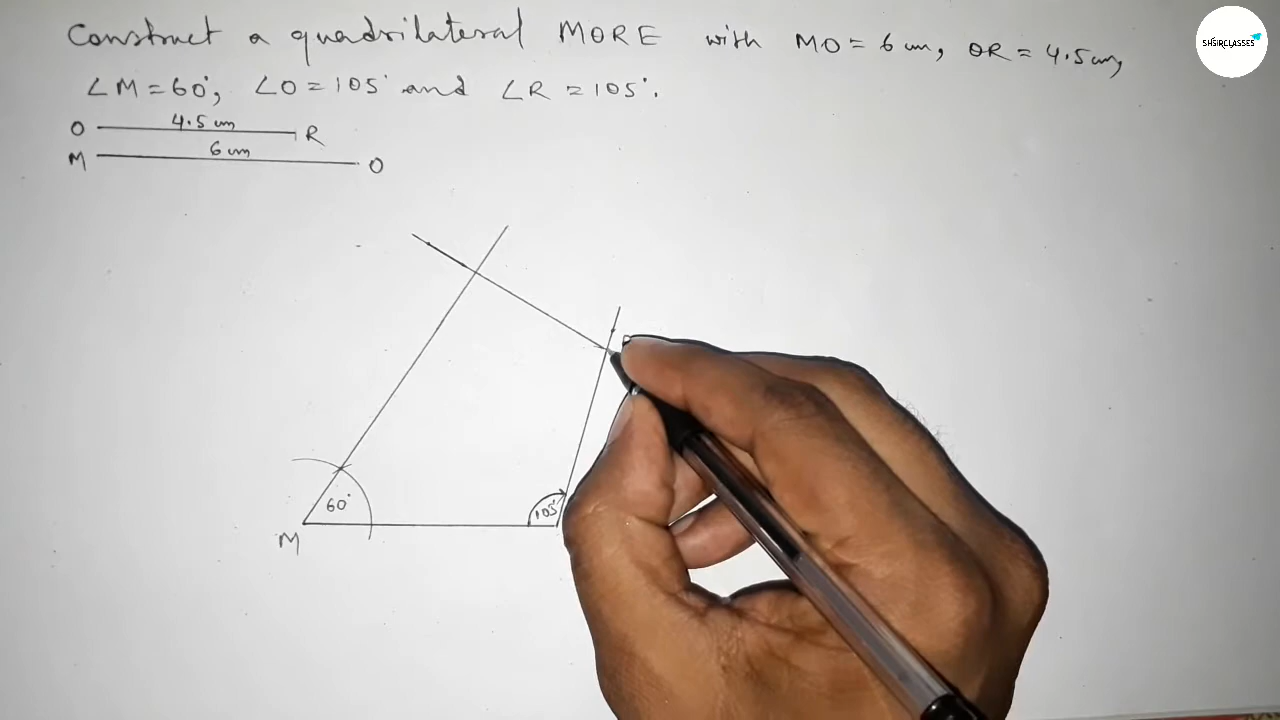 Construct a quadrilateral MORE with MO = 6 cm, OR = 4.5 cm,
∠M = 60°, ∠O = 105° and ∠R = 105°.
O 4.5 cm R
M 6 cm O
R
60°
105°
M
SHSIRCLASSES